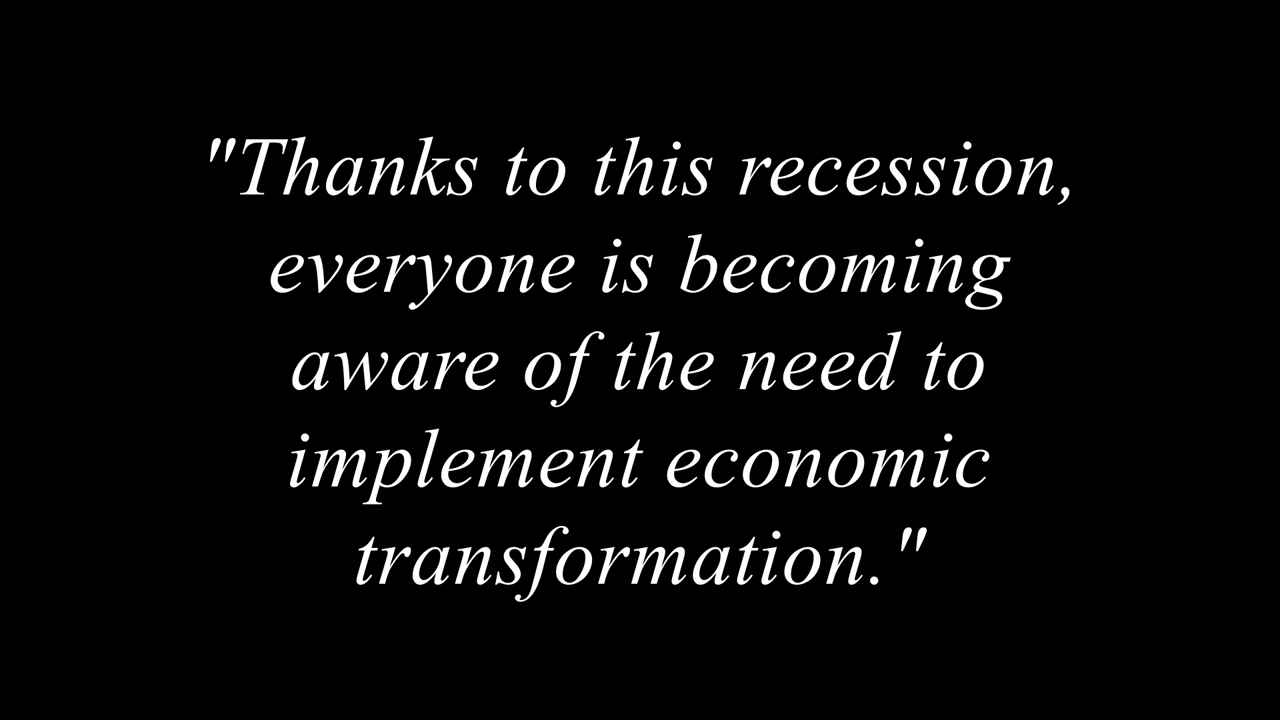 "Thanks to this recession,
everyone is becoming
aware of the need to
implement economic
transformation."